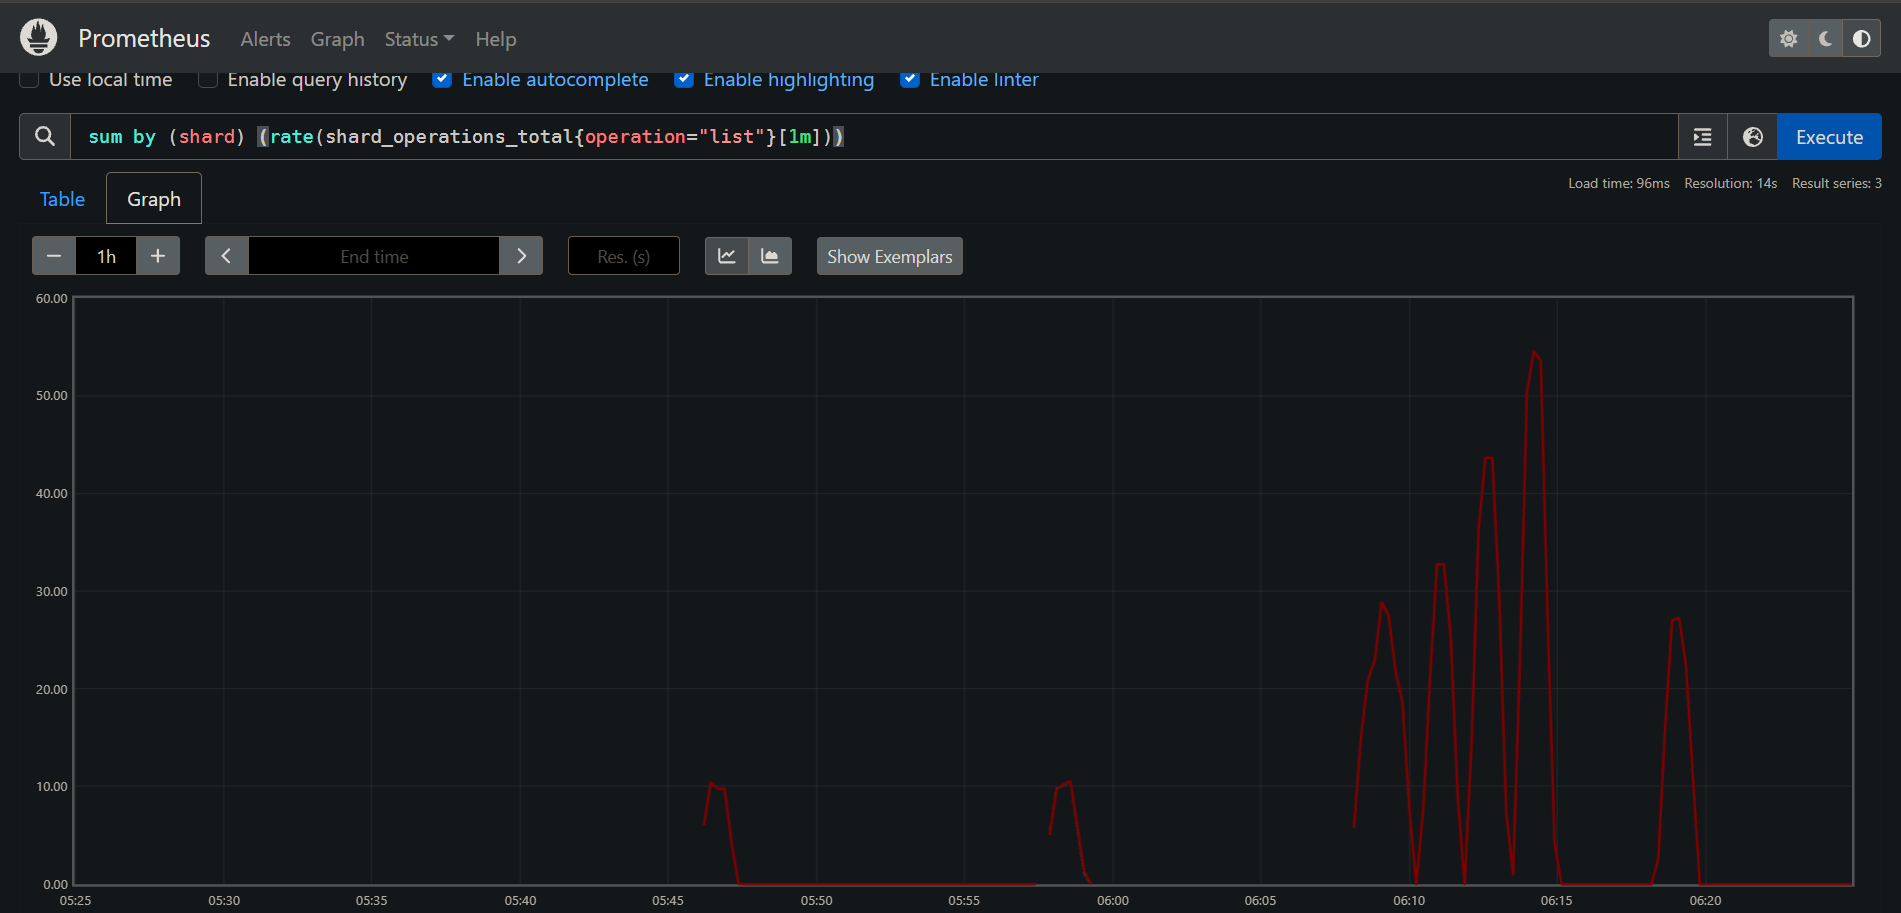 Prometheus Alerts Graph Status Help
Use local time Enable query history Enable autocomplete Enable highlighting Enable linter
sum by (shard) (rate(shard_operations_total{operation="list"}[1m])) Execute
Load time: 96ms Resolution: 14s Result series: 3
Table Graph
1h End time Res. (s) Show Exemplars
60.00
50.00
40.00
30.00
20.00
10.00
0.00
05:25 05:30 05:35 05:40 05:45 05:50 05:55 06:00 06:05 06:10 06:15 06:20